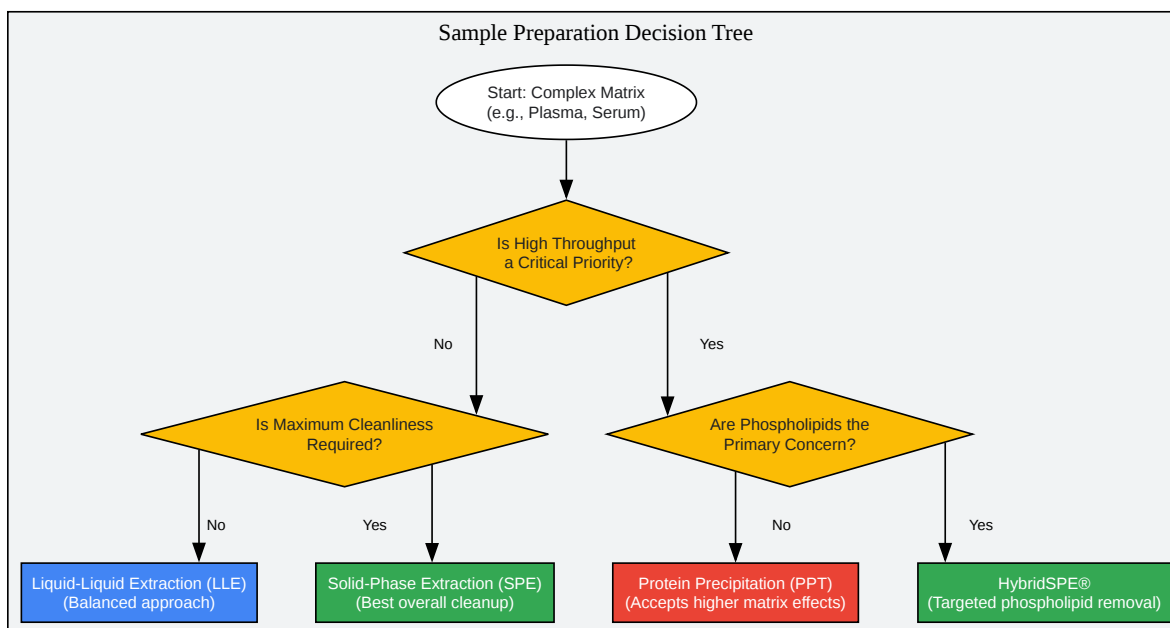 Sample Preparation Decision Tree
Start: Complex Matrix
(e.g., Plasma, Serum)
Is High Throughput
a Critical Priority?
No
Yes
Is Maximum Cleanliness
Required?
Are Phospholipids the
Primary Concern?
No
Yes
No
Yes
Liquid-Liquid Extraction (LLE)
(Balanced approach)
Solid-Phase Extraction (SPE)
(Best overall cleanup)
Protein Precipitation (PPT)
(Accepts higher matrix effects)
HybridSPE®
(Targeted phospholipid removal)